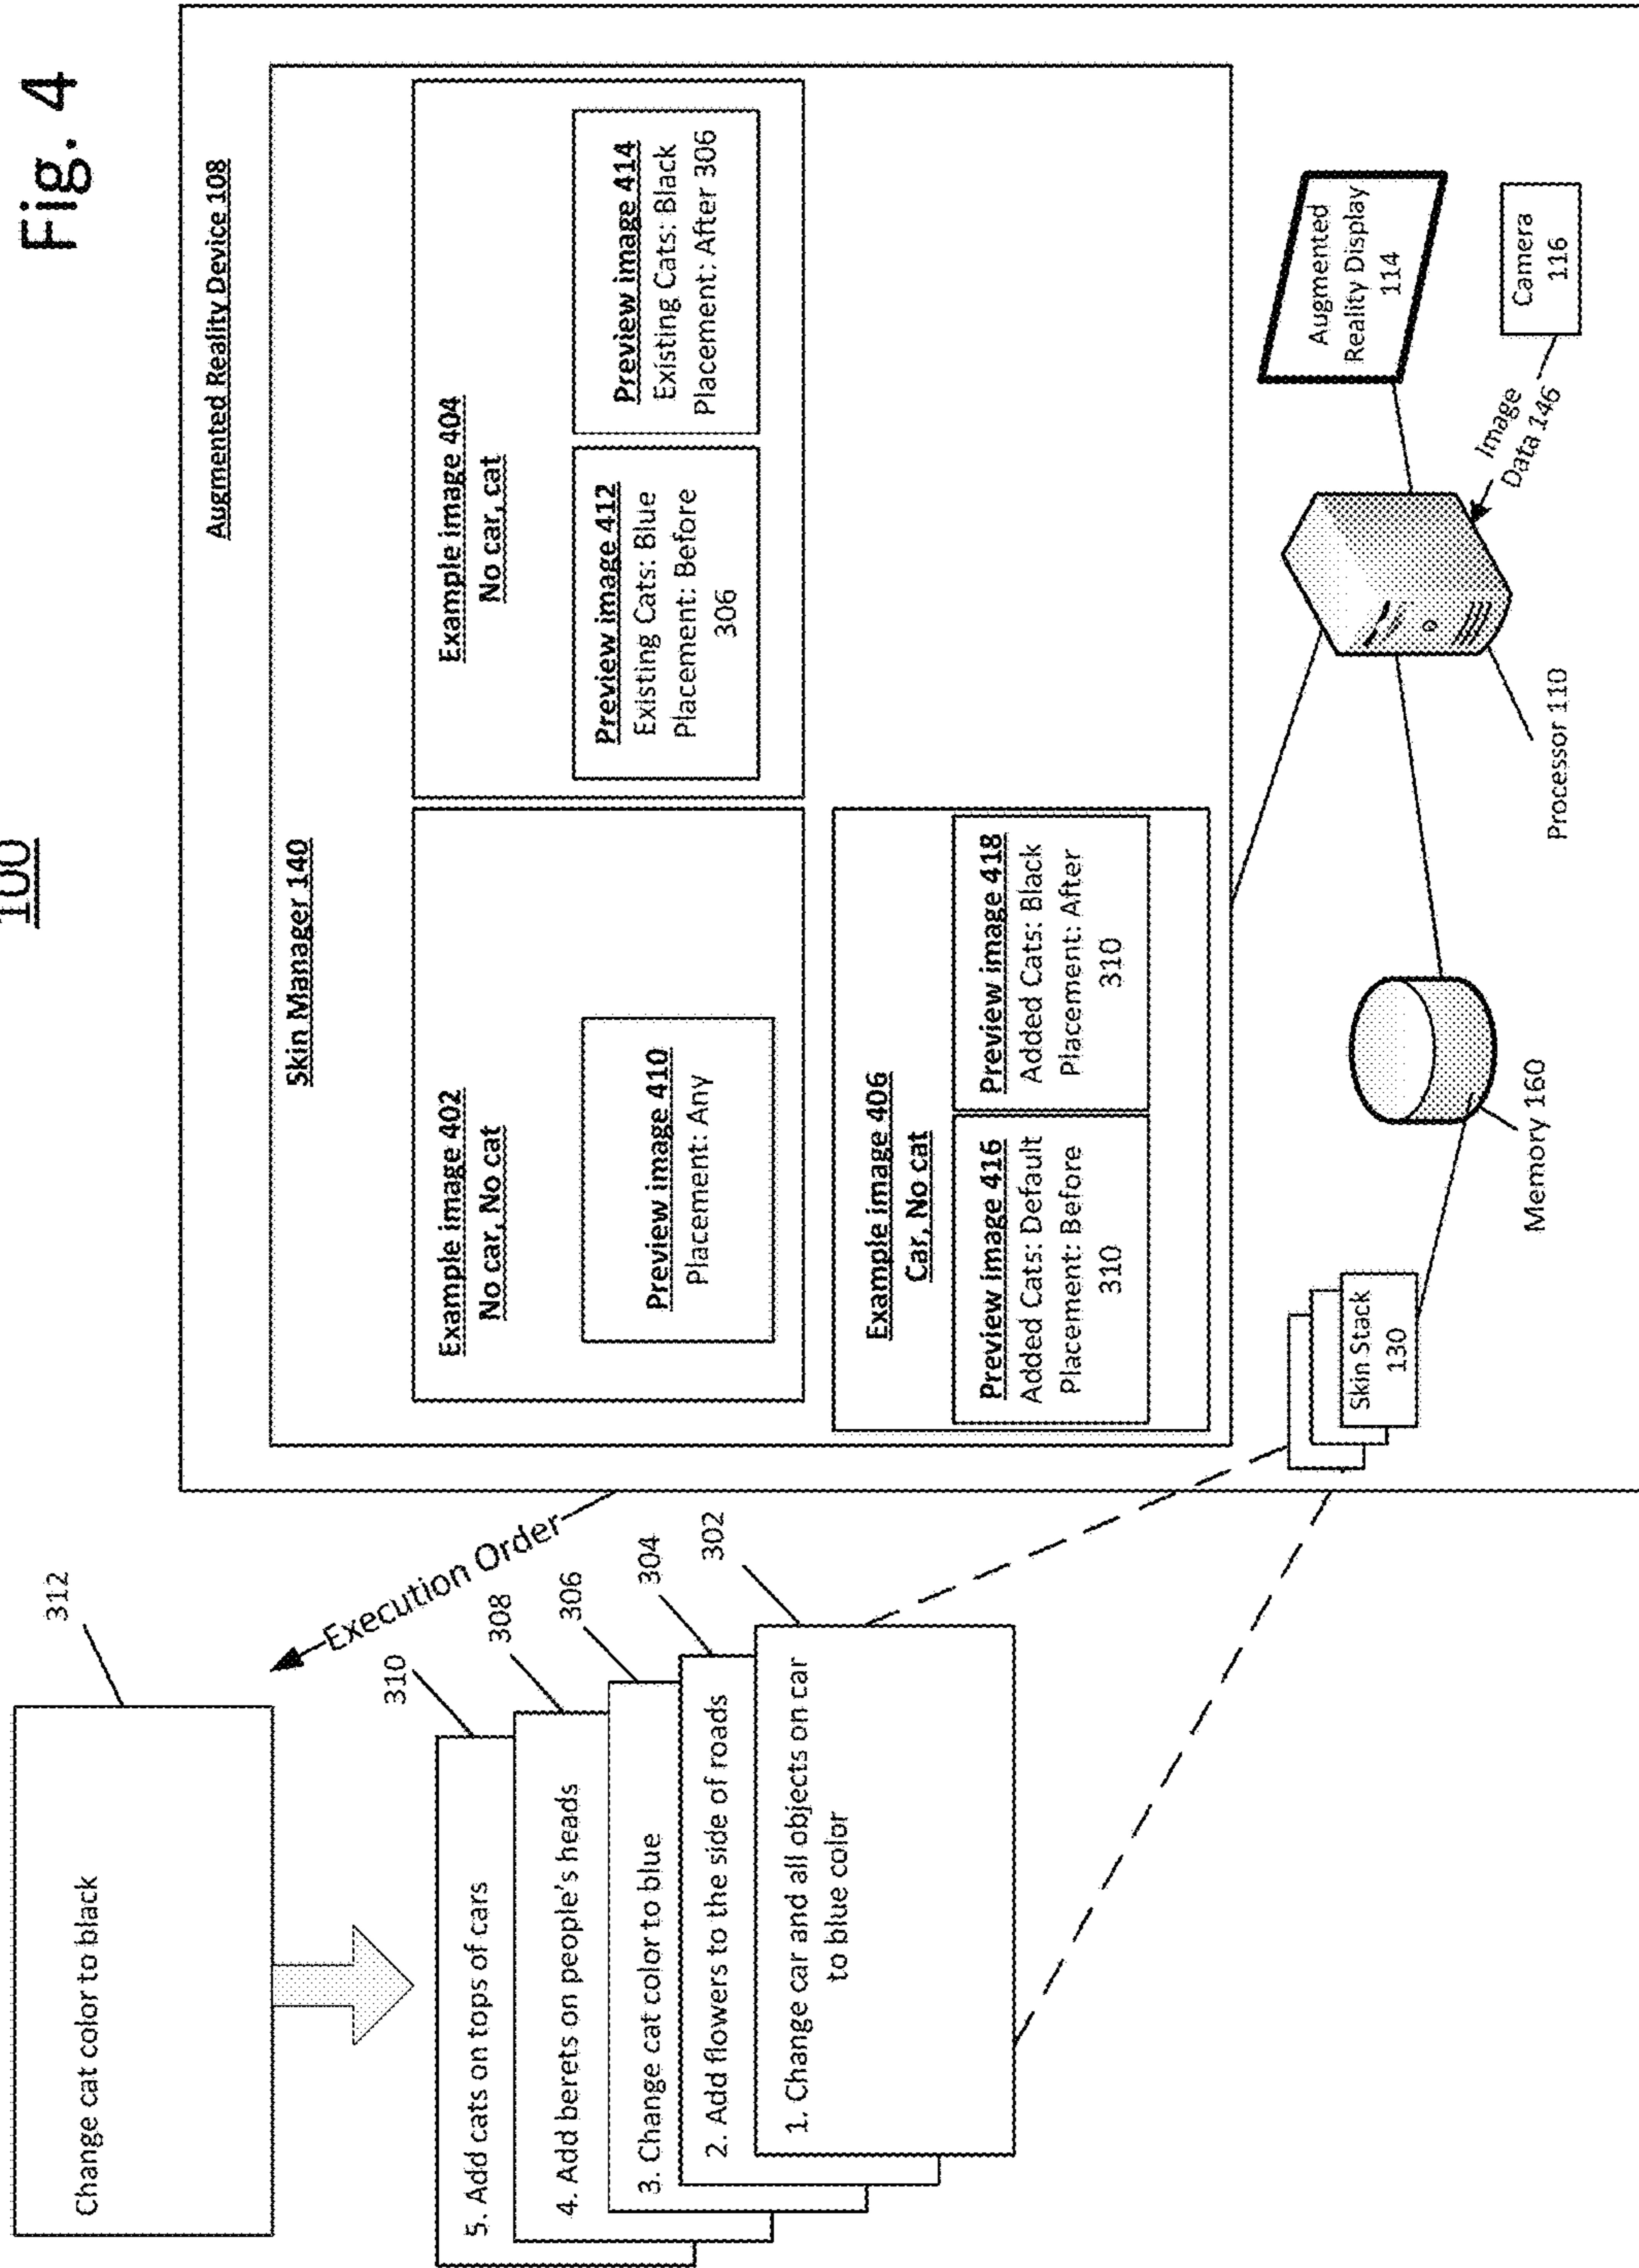 100
Fig. 4
312
Change cat color to black
Execution Order
310
308
306
304
302
5. Add cats on tops of cars
4. Add berets on people's heads
3. Change cat color to blue
2. Add flowers to the side of roads
1. Change car and all objects on car
to blue color
Augmented Reality Device 108
Skin Manager 140
Example image 402
No car, No cat
Preview image 410
Placement: Any
Example image 404
No car, cat
Preview image 412
Existing Cats: Blue
Placement: Before
306
Preview image 414
Existing Cats: Black
Placement: After 306
Example image 406
Car, No cat
Preview image 416
Added Cats: Default
Placement: Before
310
Preview image 418
Added Cats: Black
Placement: After
310
Skin Stack
130
Memory 160
Processor 110
Image
Data 146
Augmented
Reality Display
114
Camera
116